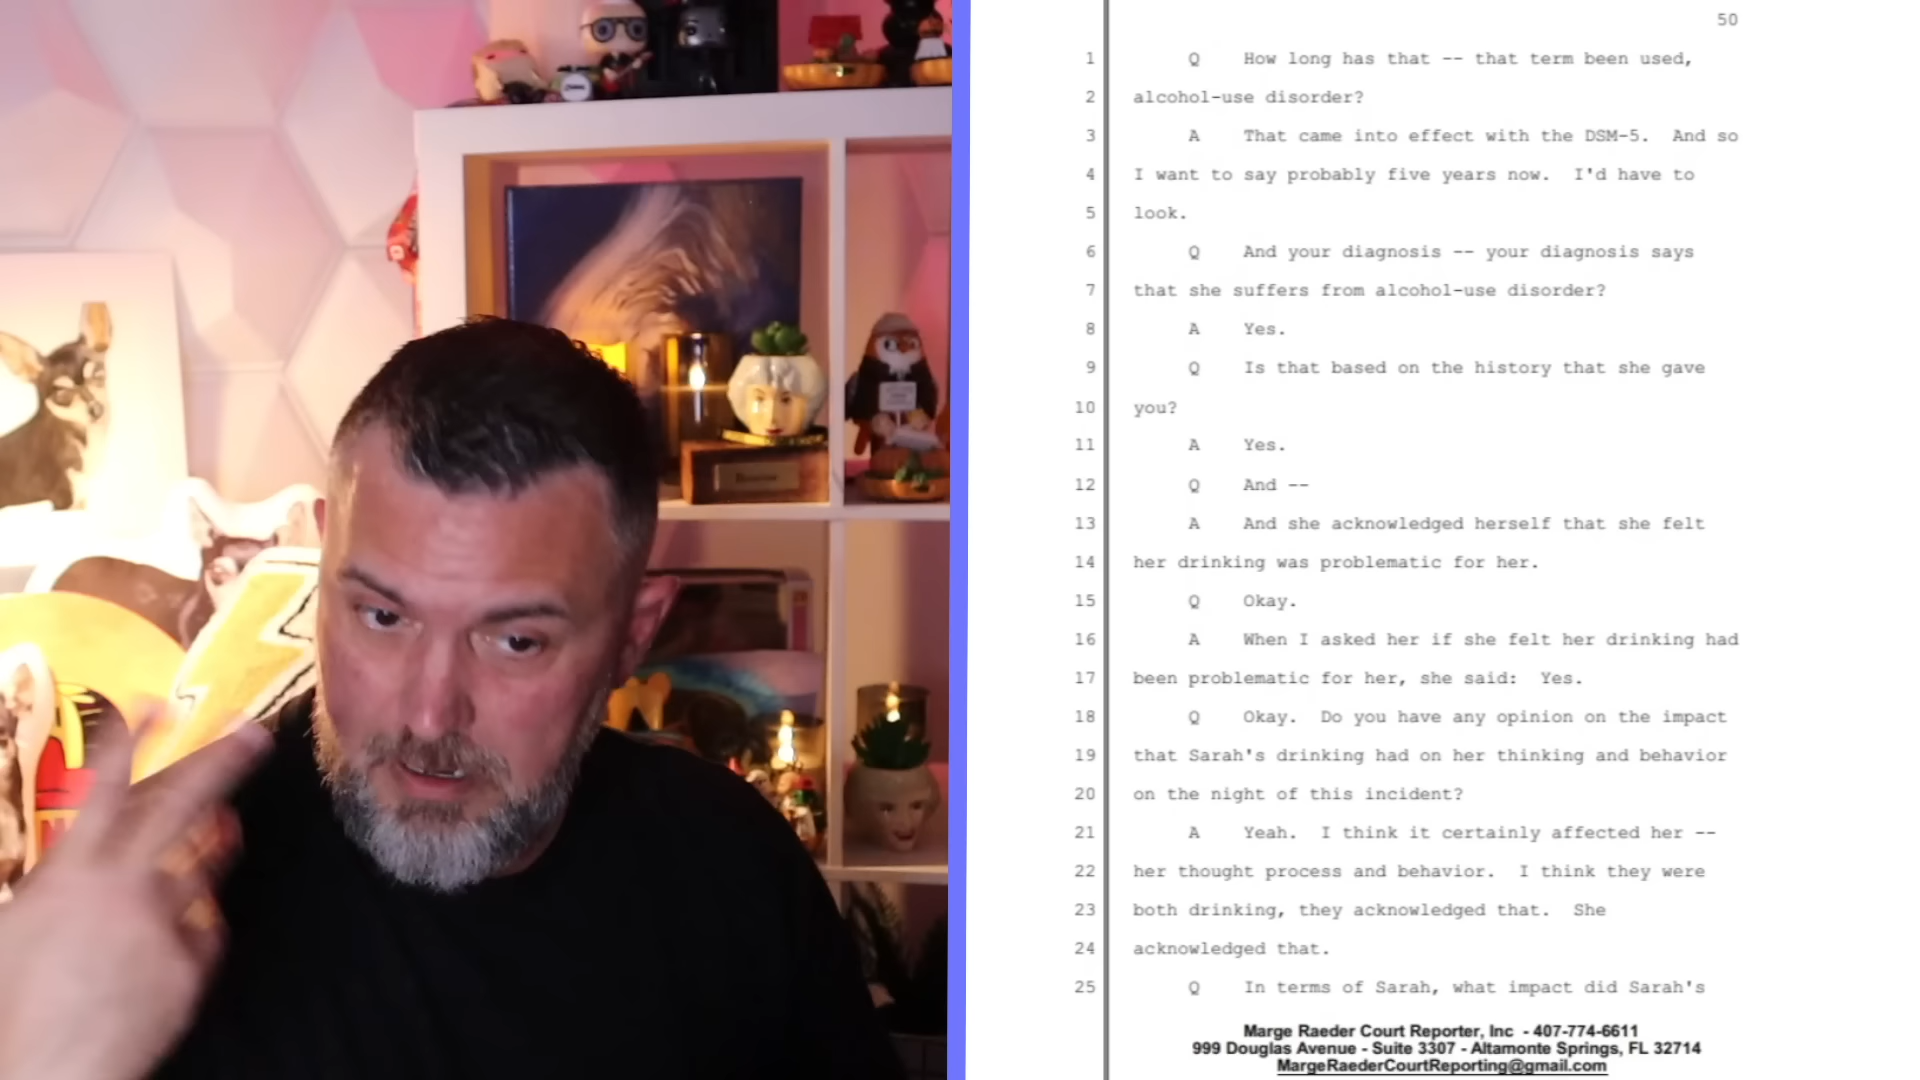 50
1 Q How long has that -- that term been used,
2 alcohol-use disorder?
3 A That came into effect with the DSM-5. And so
4 I want to say probably five years now. I'd have to
5 look.
6 Q And your diagnosis -- your diagnosis says
7 that she suffers from alcohol-use disorder?
8 A Yes.
9 Q Is that based on the history that she gave
10 you?
11 A Yes.
12 Q And --
13 A And she acknowledged herself that she felt
14 her drinking was problematic for her.
15 Q Okay.
16 A When I asked her if she felt her drinking had
17 been problematic for her, she said: Yes.
18 Q Okay. Do you have any opinion on the impact
19 that Sarah's drinking had on her thinking and behavior
20 on the night of this incident?
21 A Yeah. I think it certainly affected her --
22 her thought process and behavior. I think they were
23 both drinking, they acknowledged that. She
24 acknowledged that.
25 Q In terms of Sarah, what impact did Sarah's
Marge Raeder Court Reporter, Inc - 407-774-6611
999 Douglas Avenue - Suite 3307 - Altamonte Springs, FL 32714
MargeRaederCourtReporting@gmail.com